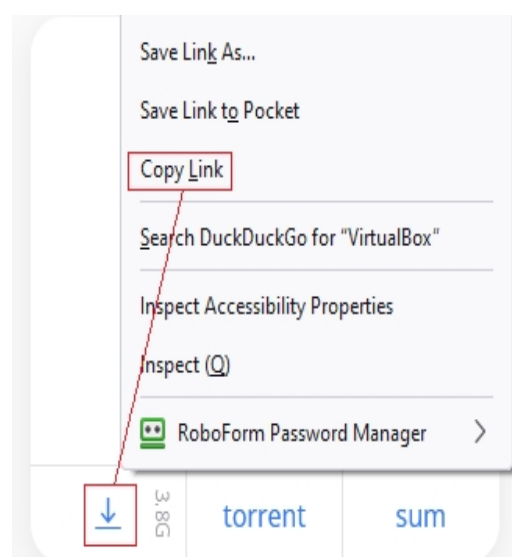 Save Link As...
Save Link to Pocket
Copy Link
Search DuckDuckGo for “VirtualBox”
Inspect Accessibility Properties
Inspect (Q)
RoboForm Password Manager
3.8G
torrent
sum